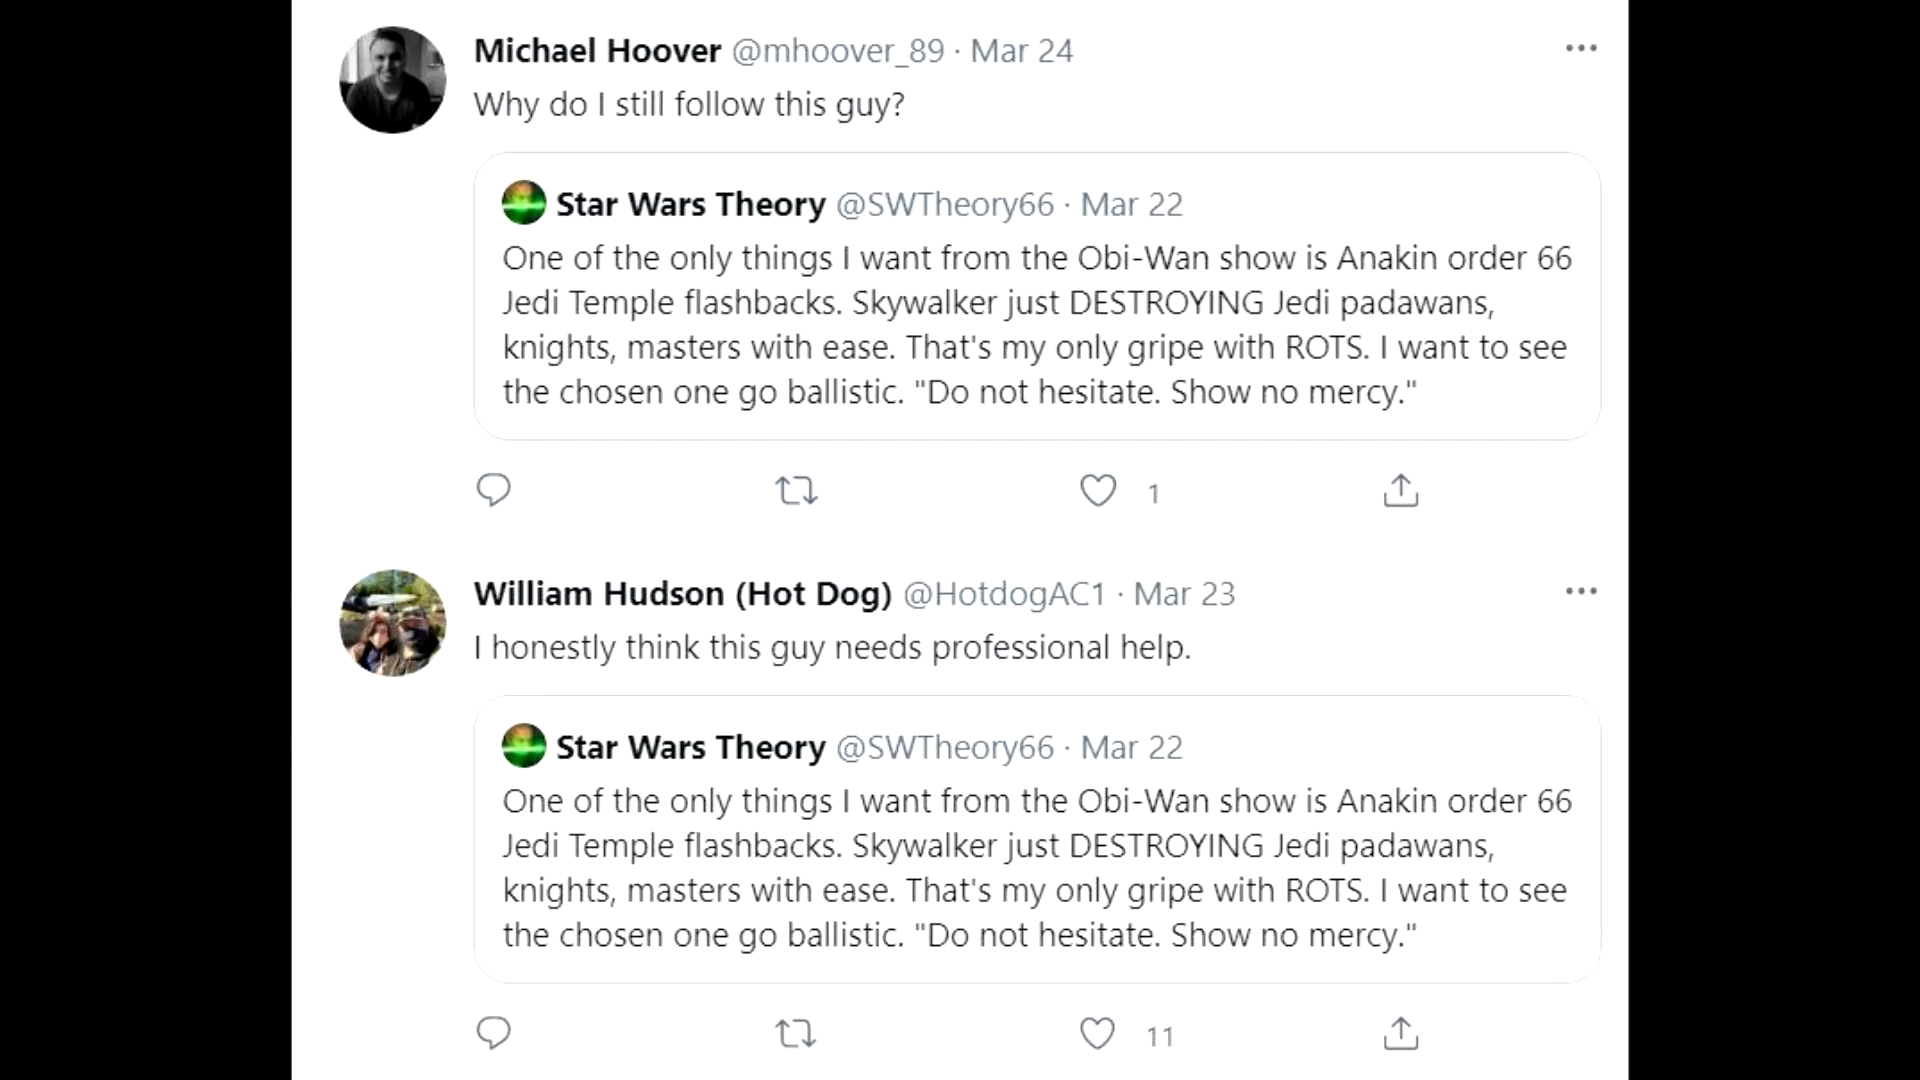 Michael Hoover @mhoover_89 · Mar 24
Why do I still follow this guy?
Star Wars Theory @SWTheory66 · Mar 22
One of the only things I want from the Obi-Wan show is Anakin order 66
Jedi Temple flashbacks. Skywalker just DESTROYING Jedi padawans,
knights, masters with ease. That's my only gripe with ROTS. I want to see
the chosen one go ballistic. "Do not hesitate. Show no mercy."
1
William Hudson (Hot Dog) @HotdogAC1 · Mar 23
I honestly think this guy needs professional help.
Star Wars Theory @SWTheory66 · Mar 22
One of the only things I want from the Obi-Wan show is Anakin order 66
Jedi Temple flashbacks. Skywalker just DESTROYING Jedi padawans,
knights, masters with ease. That's my only gripe with ROTS. I want to see
the chosen one go ballistic. "Do not hesitate. Show no mercy."
11